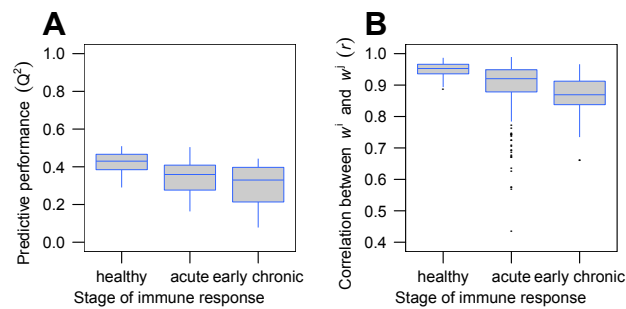 A
Predictive performance (Q²)
1.0
0.8
0.6
0.4
0.2
0.0
healthy acute early chronic
Stage of immune response
B
Correlation between wⁱ and wʲ (r)
1.0
0.9
0.8
0.7
0.6
0.5
0.4
healthy acute early chronic
Stage of immune response